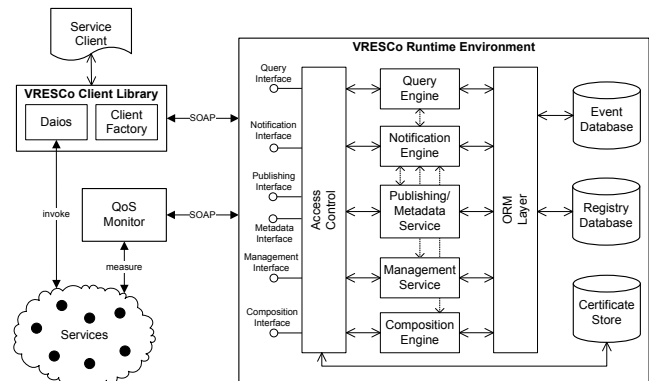 Service
Client
VRESCo Client Library
Daios
Client
Factory
SOAP
invoke
QoS
Monitor
SOAP
measure
Services
VRESCo Runtime Environment
Query
Interface
Notification
Interface
Publishing
Interface
Metadata
Interface
Management
Interface
Composition
Interface
Access
Control
Query
Engine
Notification
Engine
Publishing/
Metadata
Service
Management
Service
Composition
Engine
ORM
Layer
Event
Database
Registry
Database
Certificate
Store